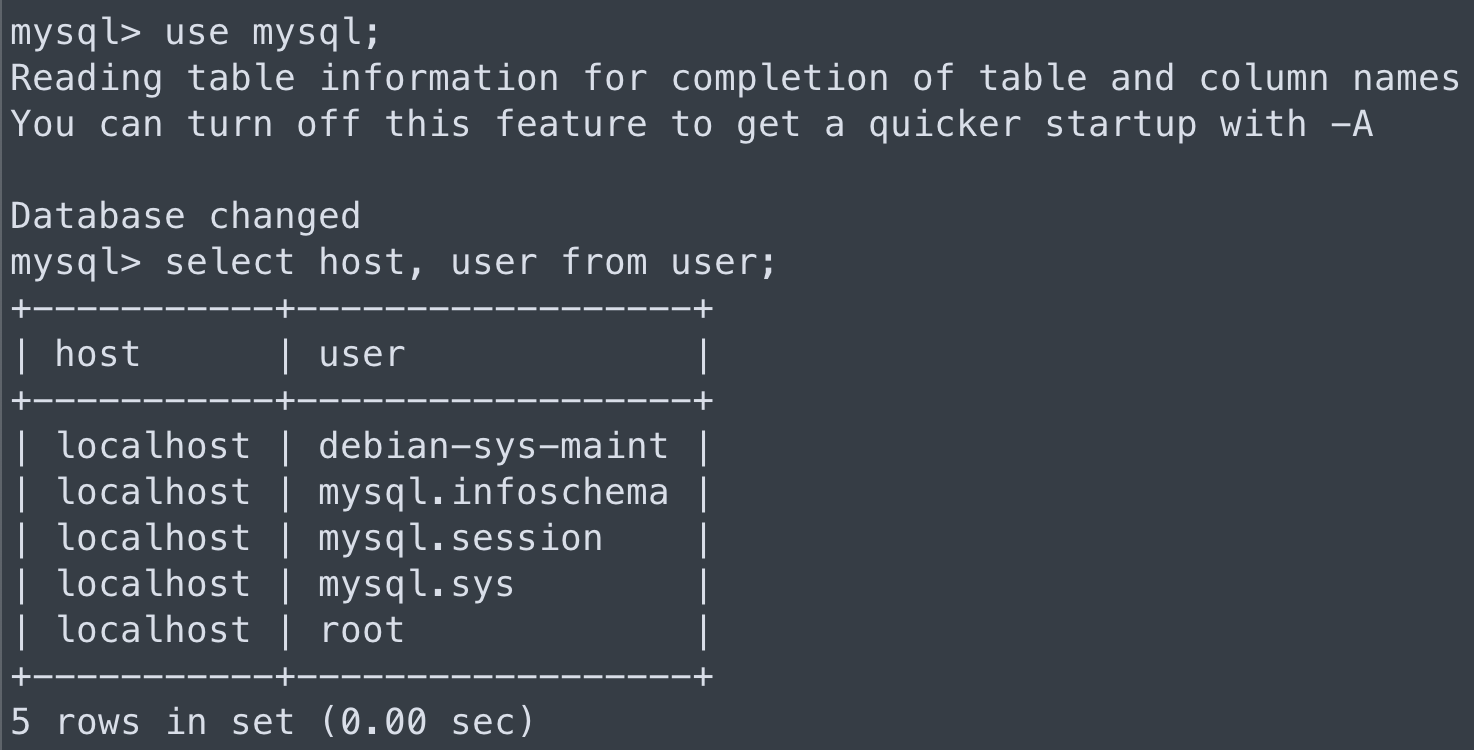 mysql> use mysql;
Reading table information for completion of table and column names
You can turn off this feature to get a quicker startup with -A

Database changed
mysql> select host, user from user;
+-----------+------------------+
| host      | user             |
+-----------+------------------+
| localhost | debian-sys-maint |
| localhost | mysql.infoschema |
| localhost | mysql.session    |
| localhost | mysql.sys        |
| localhost | root             |
+-----------+------------------+
5 rows in set (0.00 sec)